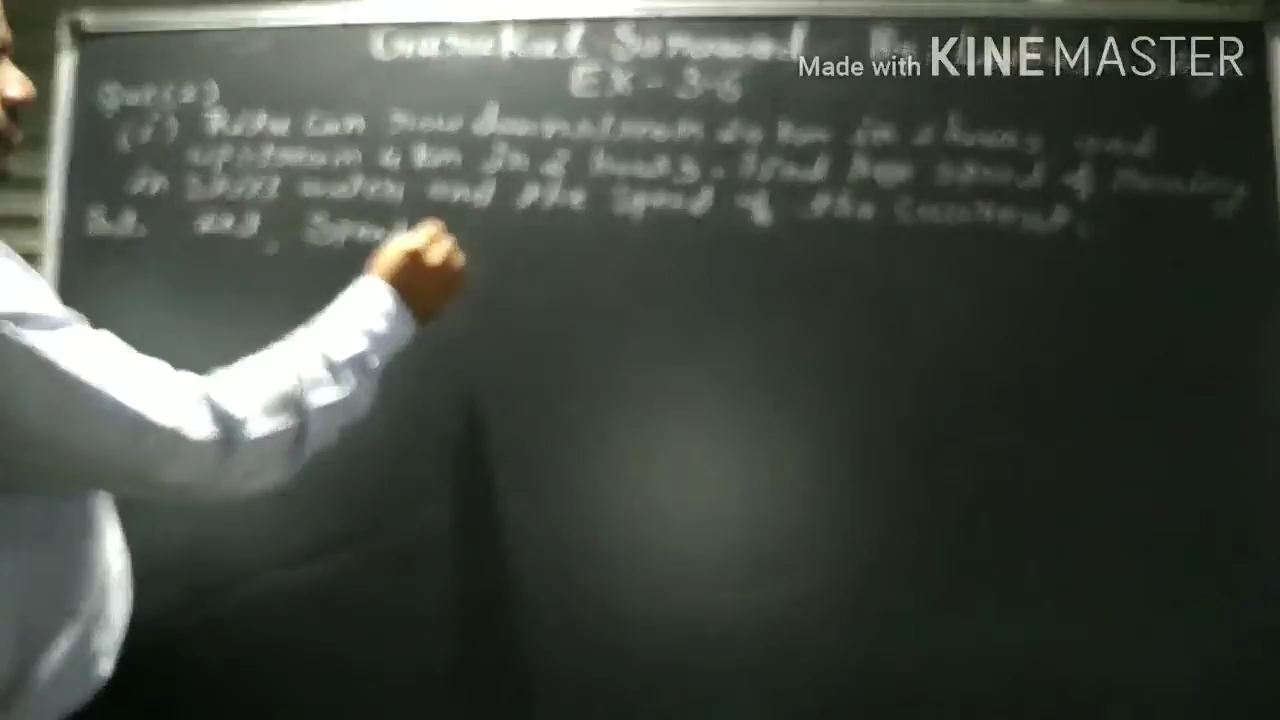 Made with KINEMASTER
EX - 3.6
Ques (2)
(i) Ritu can row downstream 20 km in 2 hours and
upstream 4 km in 2 hours. Find her speed of rowing
in still water and the speed of the current.
Sol. Let, Speed